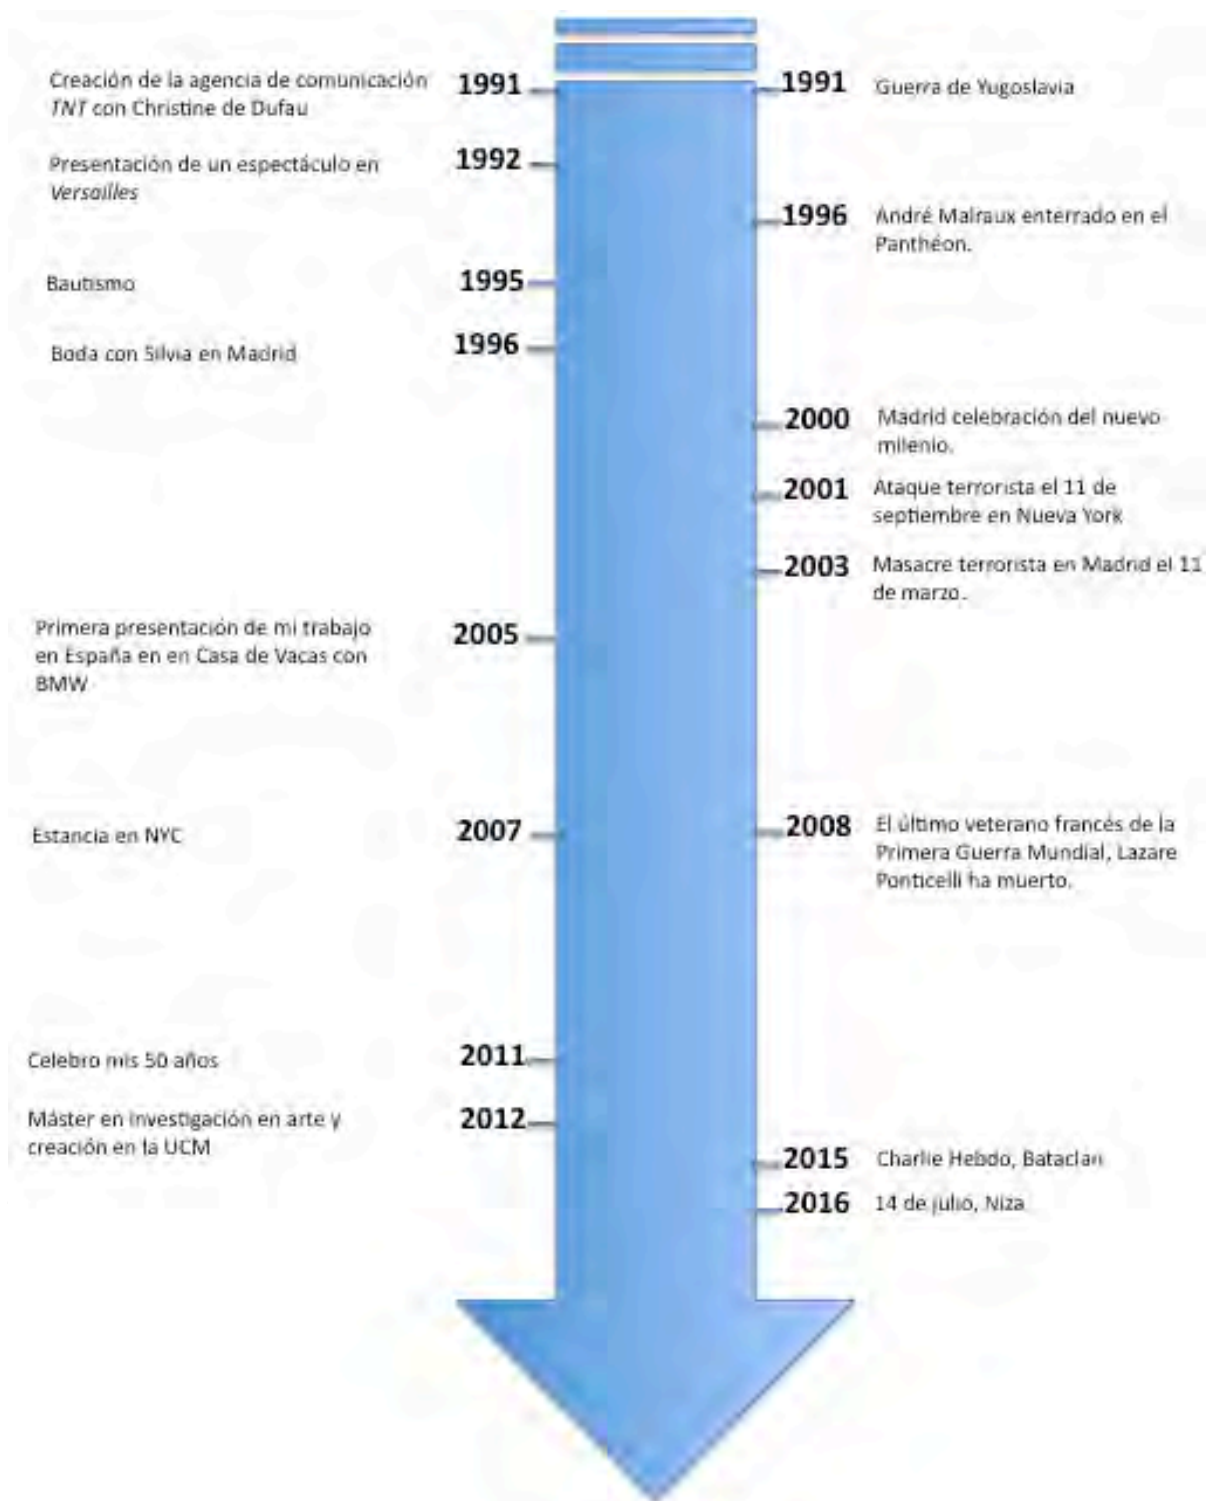 Creación de la agencia de comunicación
TNT con Christine de Dufau
1991
1991
Guerra de Yugoslavia
Presentación de un espectáculo en
Versailles
1992
1996
André Malraux enterrado en el
Panthéon.
Bautismo
1995
Boda con Silvia en Madrid
1996
2000
Madrid celebración del nuevo
milenio.
2001
Ataque terrorista el 11 de
septiembre en Nueva York
2003
Masacre terrorista en Madrid el 11
de marzo.
Primera presentación de mi trabajo
en España en en Casa de Vacas con
BMW
2005
Estancia en NYC
2007
2008
El último veterano francés de la
Primera Guerra Mundial, Lazare
Ponticelli ha muerto.
Celebro mis 50 años
2011
Máster en investigación en arte y
creación en la UCM
2012
2015
Charlie Hebdo, Bataclan
2016
14 de julio, Niza